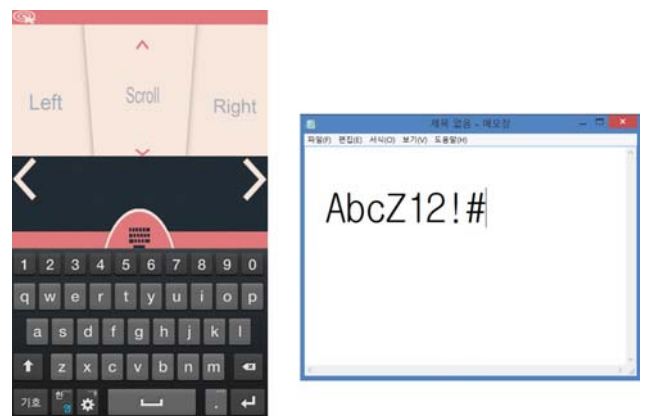 Left
Scroll
Right
1 2 3 4 5 6 7 8 9 0
q w e r t y u i o p
a s d f g h j k l
z x c v b n m
기호 한 영 .
제목 없음 - 메모장
파일(F) 편집(E) 서식(O) 보기(V) 도움말(H)
AbcZ12!#